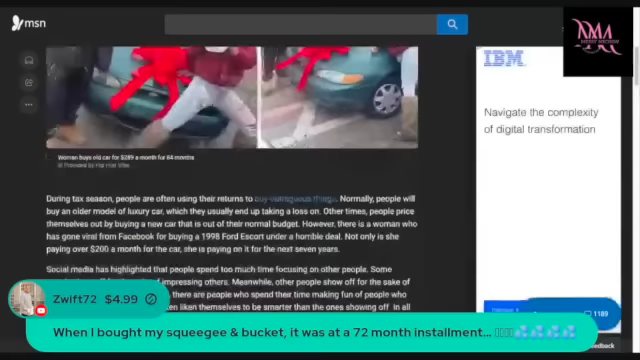 msn
IBM
Navigate the complexity
of digital transformation
Woman buys old car for $289 a month for 84 months
During tax season, people are often using their returns to buy outrageous things. Normally, people will
buy an older model of luxury car, which they usually end up taking a loss on. Other times, people price
themselves out by buying a new car that is out of their normal budget. However, there is a woman who
has gone viral from Facebook for buying a 1998 Ford Escort under a horrible deal. Not only is she
paying over $200 a month for the car, she is paying on it for the next seven years.
Social media has highlighted that people spend too much time focusing on other people. Some
of impressing others. Meanwhile, other people show off for the sake of
there are people who spend their time making fun of people who
liken themselves to be smarter than the ones showing off. In all
Zwift72 $4.99
1189
When I bought my squeegee & bucket, it was at a 72 month installment...